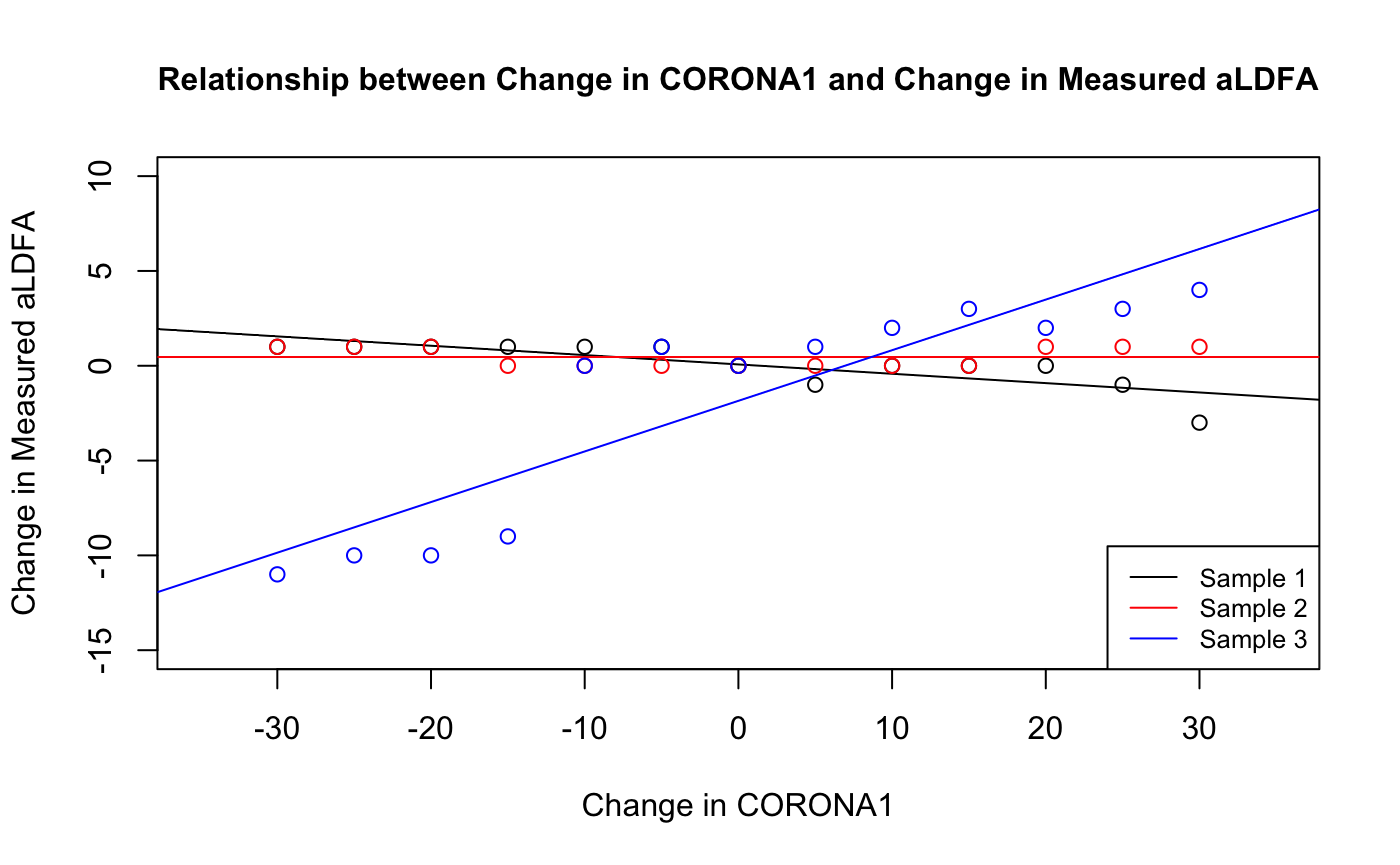 Relationship between Change in CORONA1 and Change in Measured aLDFA
Change in Measured aLDFA
10
5
0
-5
-10
-15
Sample 1
Sample 2
Sample 3
-30
-20
-10
0
10
20
30
Change in CORONA1